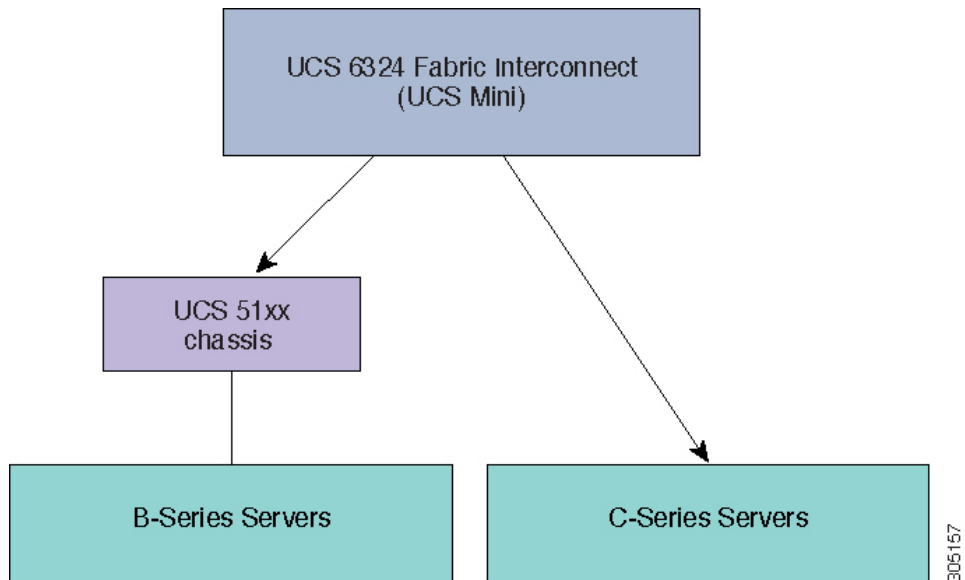 UCS 6324 Fabric Interconnect
(UCS Mini)
UCS 51xx
chassis
B-Series Servers
C-Series Servers
305157